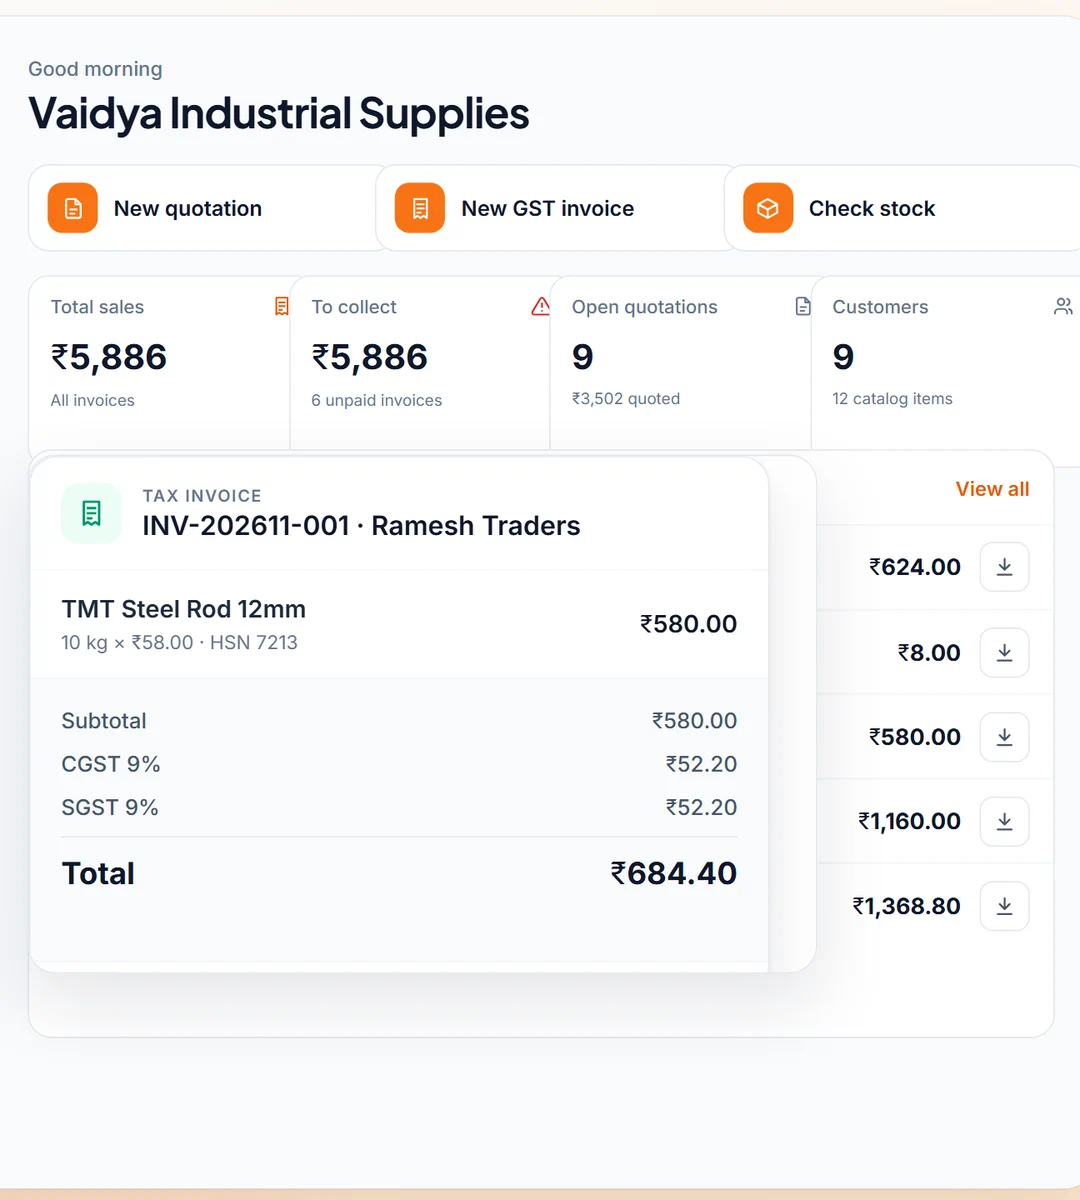 Good morning
Vaidya Industrial Supplies
New quotation
New GST invoice
Check stock
Total sales
₹5,886
All invoices
To collect
₹5,886
6 unpaid invoices
Open quotations
9
₹3,502 quoted
Customers
9
12 catalog items
TAX INVOICE
INV-202611-001 · Ramesh Traders
TMT Steel Rod 12mm
10 kg × ₹58.00 · HSN 7213
₹580.00
Subtotal ₹580.00
CGST 9% ₹52.20
SGST 9% ₹52.20
Total ₹684.40
View all
₹624.00
₹8.00
₹580.00
₹1,160.00
₹1,368.80